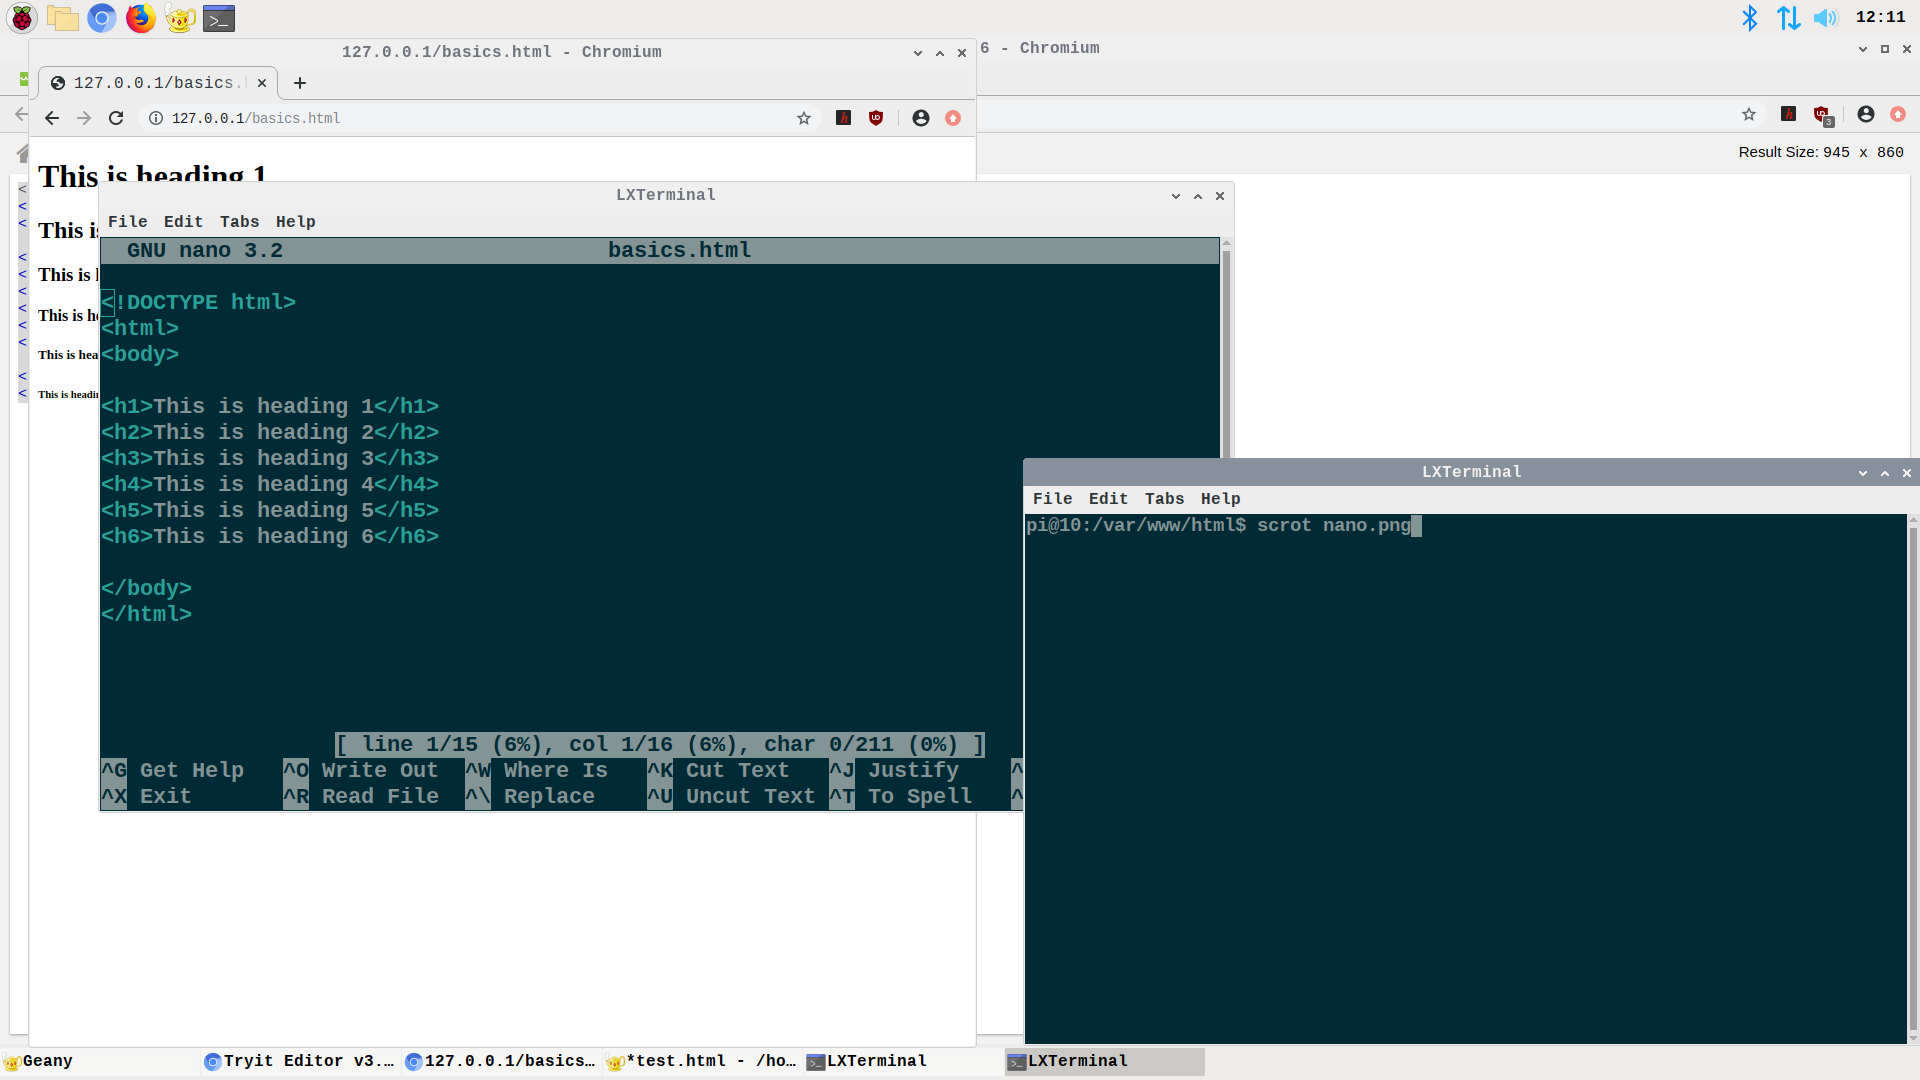 12:11
127.0.0.1/basics.html - Chromium
6 - Chromium
127.0.0.1/basics.
127.0.0.1/basics.html
Result Size: 945 x 860
This is heading 1
This is
This is
This is
This is
This is
LXTerminal
File Edit Tabs Help
GNU nano 3.2 basics.html
<!DOCTYPE html>
<html>
<body>
<h1>This is heading 1</h1>
<h2>This is heading 2</h2>
<h3>This is heading 3</h3>
<h4>This is heading 4</h4>
<h5>This is heading 5</h5>
<h6>This is heading 6</h6>
</body>
</html>
[ line 1/15 (6%), col 1/16 (6%), char 0/211 (0%) ]
^G Get Help ^O Write Out ^W Where Is ^K Cut Text ^J Justify ^
^X Exit ^R Read File ^\ Replace ^U Uncut Text ^T To Spell ^
LXTerminal
File Edit Tabs Help
pi@10:/var/www/html$ scrot nano.png
Geany Tryit Editor v3.... 127.0.0.1/basics... *test.html - /ho... LXTerminal LXTerminal